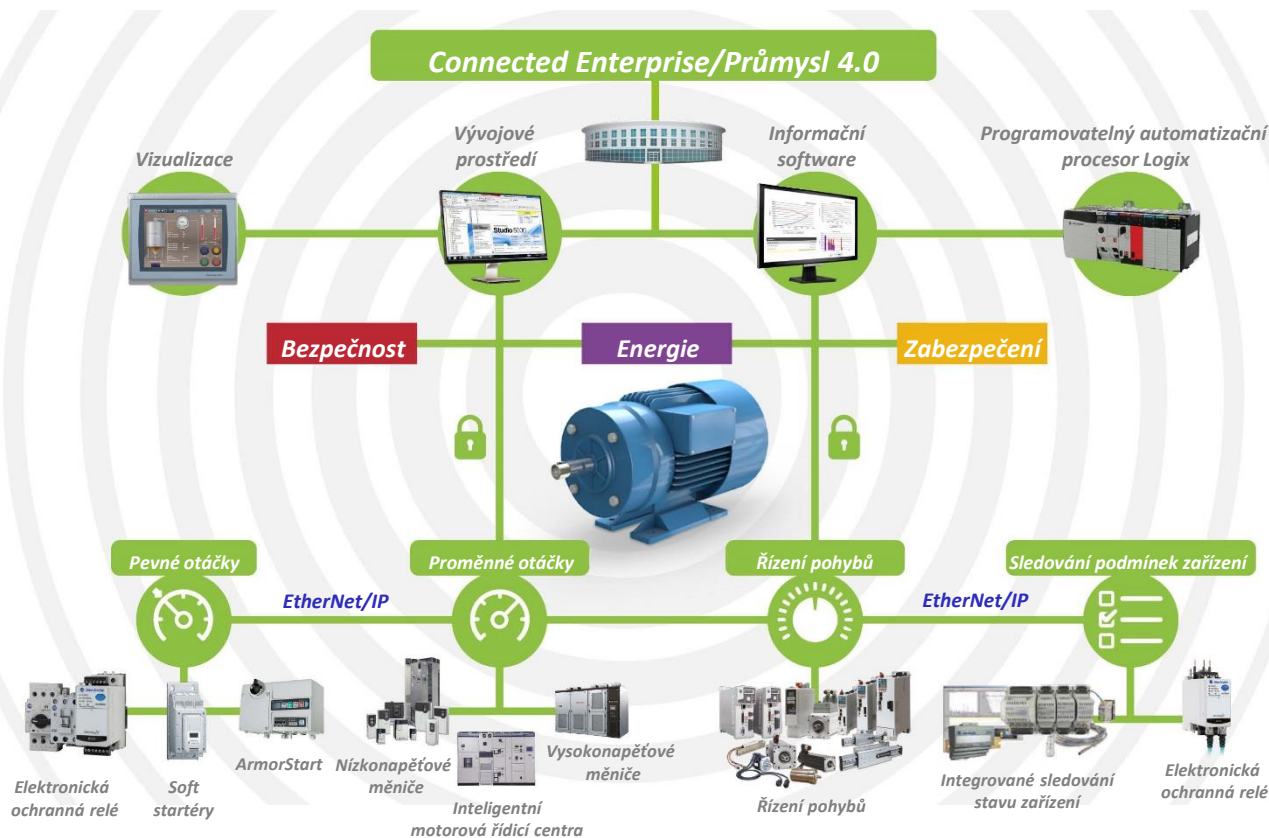 Connected Enterprise/Průmysl 4.0
Vizualizace
Vývojové
prostředí
Informační
software
Programovatelný automatizační
procesor Logix
Studio 5000
Bezpečnost
Energie
Zabezpečení
Pevné otáčky
Proměnné otáčky
Řízení pohybů
Sledování podmínek zařízení
EtherNet/IP
EtherNet/IP
Elektronická
ochranná relé
Soft
startéry
ArmorStart
Nízkonapěťové
měniče
Inteligentní
motorová řídicí centra
Vysokonapěťové
měniče
Řízení pohybů
Integrované sledování
stavu zařízení
Elektronická
ochranná relé